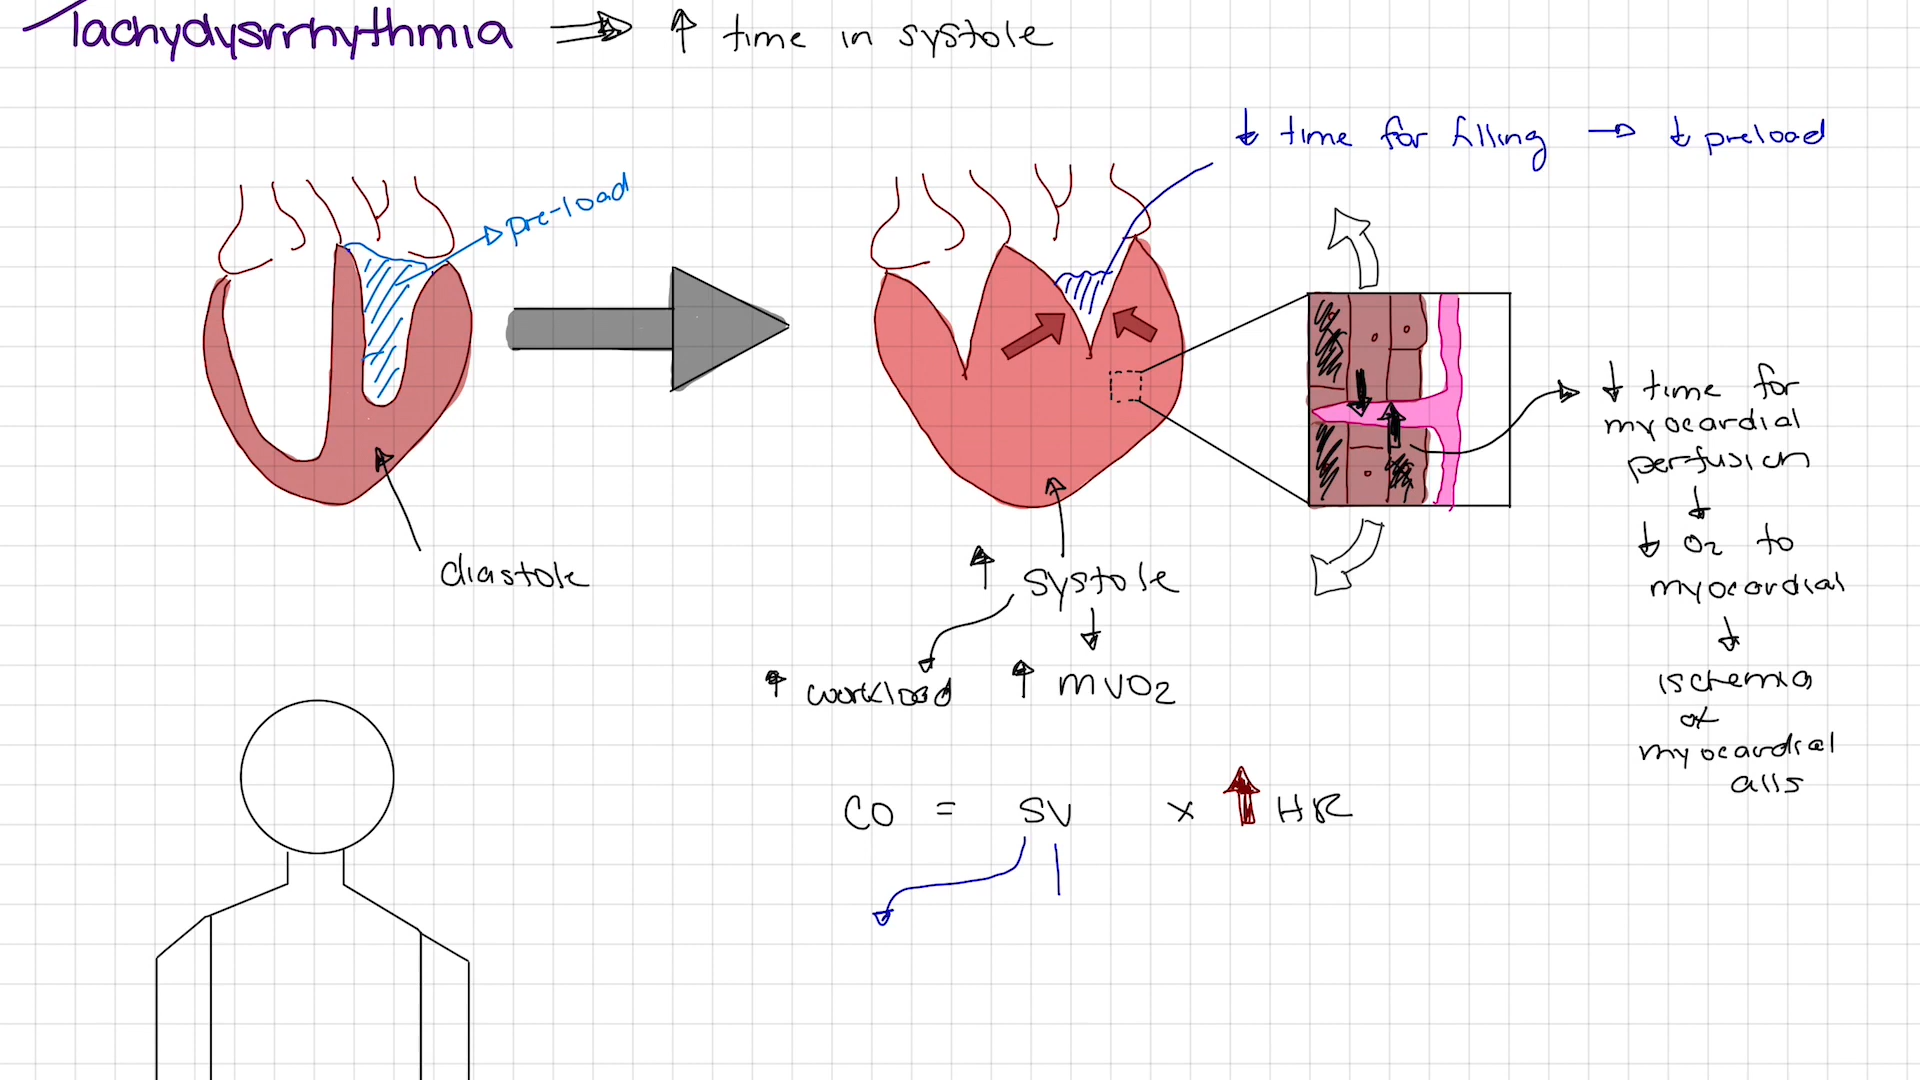 Tachydysrrhythmia ⇒ ↑ time in systole
↓ time for filling → ↓ preload
pre-load
diastole
↑ systole
↑ workload ↑ MVO2
↓ time for
myocardial
perfusion
↓
↓ O2 to
myocardial
↓
ischemia
of
myocardial
cells
CO = SV x ↑ HR